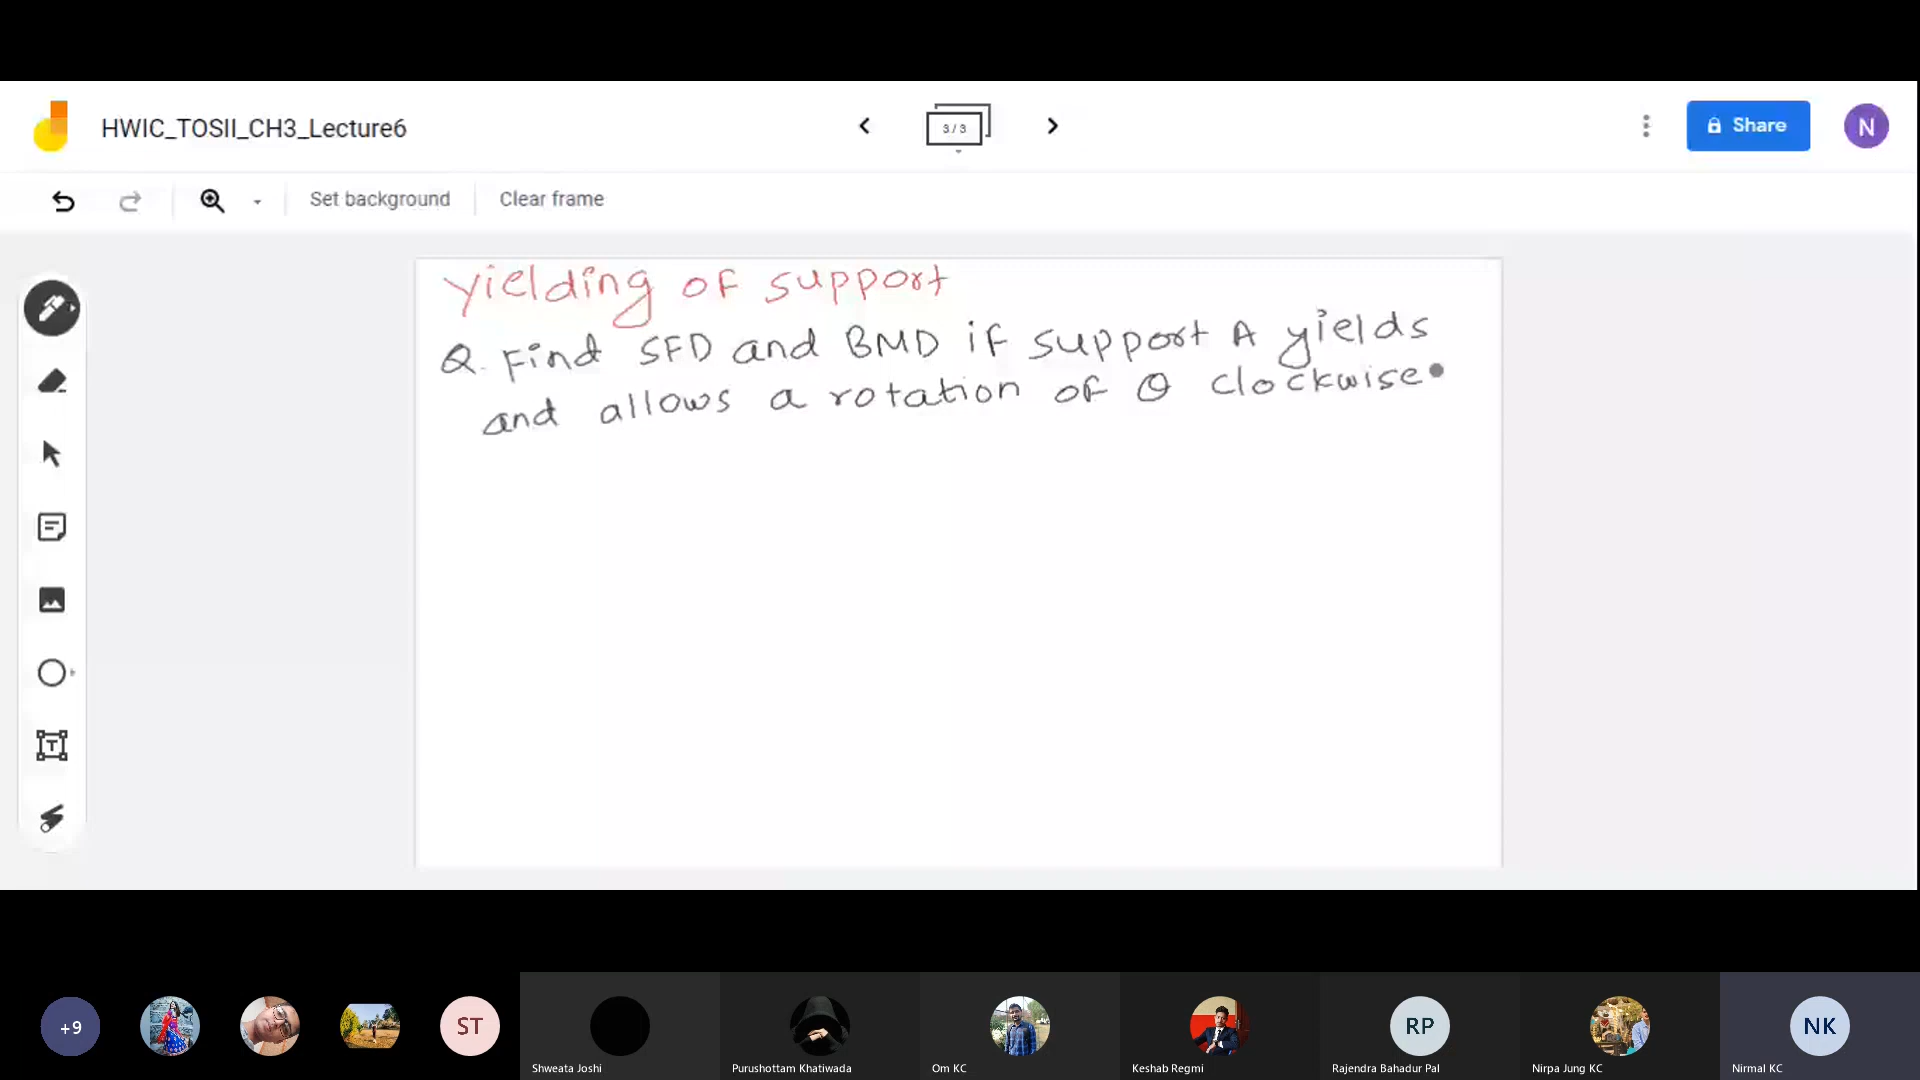 HWIC_TOSII_CH3_Lecture6
3 / 3
Share
N
Set background
Clear frame
yielding of support
Q. Find SFD and BMD if support A yields
and allows a rotation of θ clockwise
T
+9
ST
RP
NK
Shweata Joshi
Purushottam Khatiwada
Om KC
Keshab Regmi
Rajendra Bahadur Pal
Nirpa Jung KC
Nirmal KC